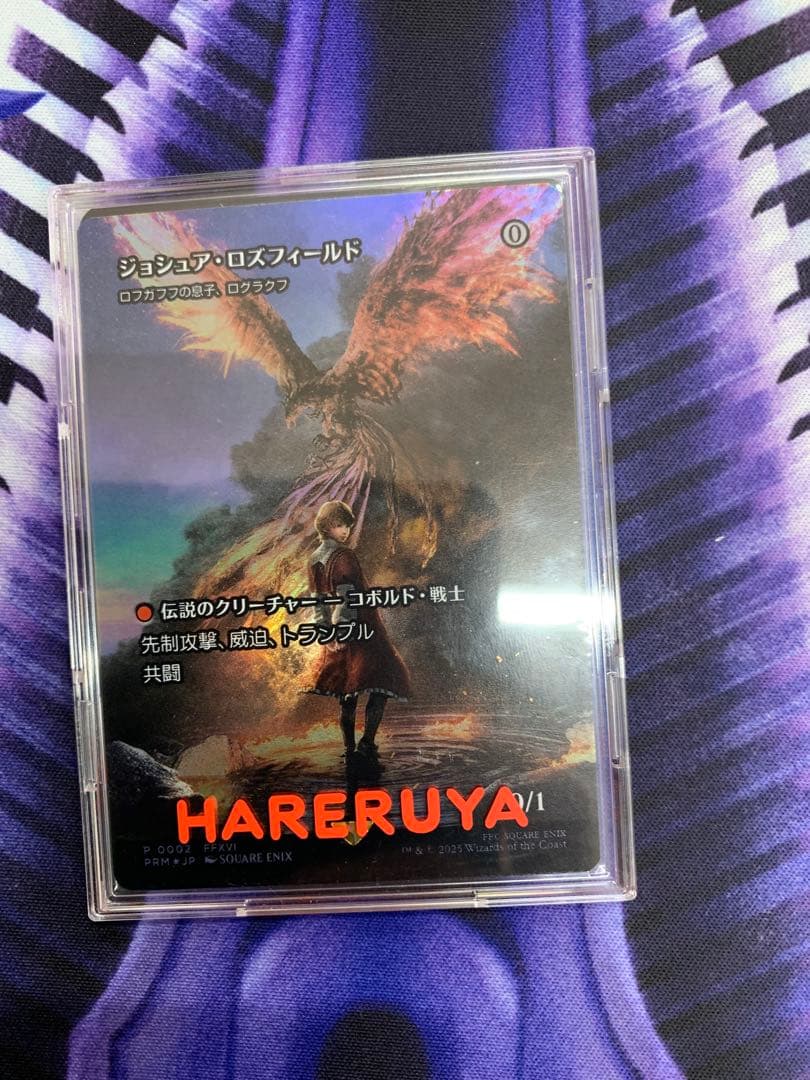 ジョシュア・ロズフィールド
ロフガフフの息子、ログラクフ
0
伝説のクリーチャー — コボルド・戦士
先制攻撃、威迫、トランプル
共闘
0/1
HARERUYA
P 0002 FFXVI
PRM★JP SQUARE ENIX
FFC SQUARE ENIX
™ & © 2025 Wizards of the Coast